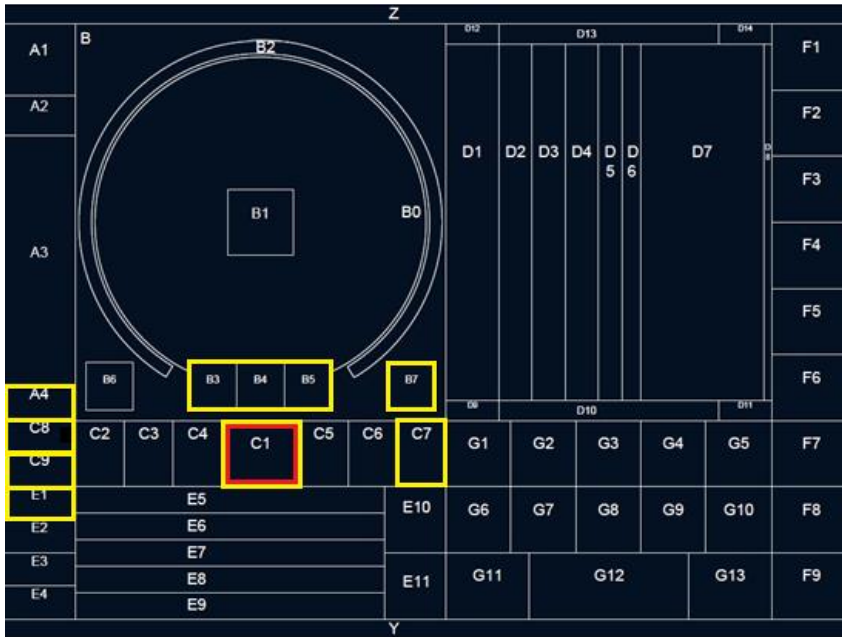 Z
A1
B
B2
D12
D13
D14
F1
A2
F2
D1
D2
D3
D4
D
5
D
6
D7
D
8
F3
B1
B0
A3
F4
F5
B6
B3
B4
B5
B7
F6
A4
D9
D10
D11
C8
C2
C3
C4
C1
C5
C6
C7
G1
G2
G3
G4
G5
F7
C9
E1
E5
E10
G6
G7
G8
G9
G10
F8
E2
E6
E3
E7
E4
E8
E9
E11
G11
G12
G13
F9
Y